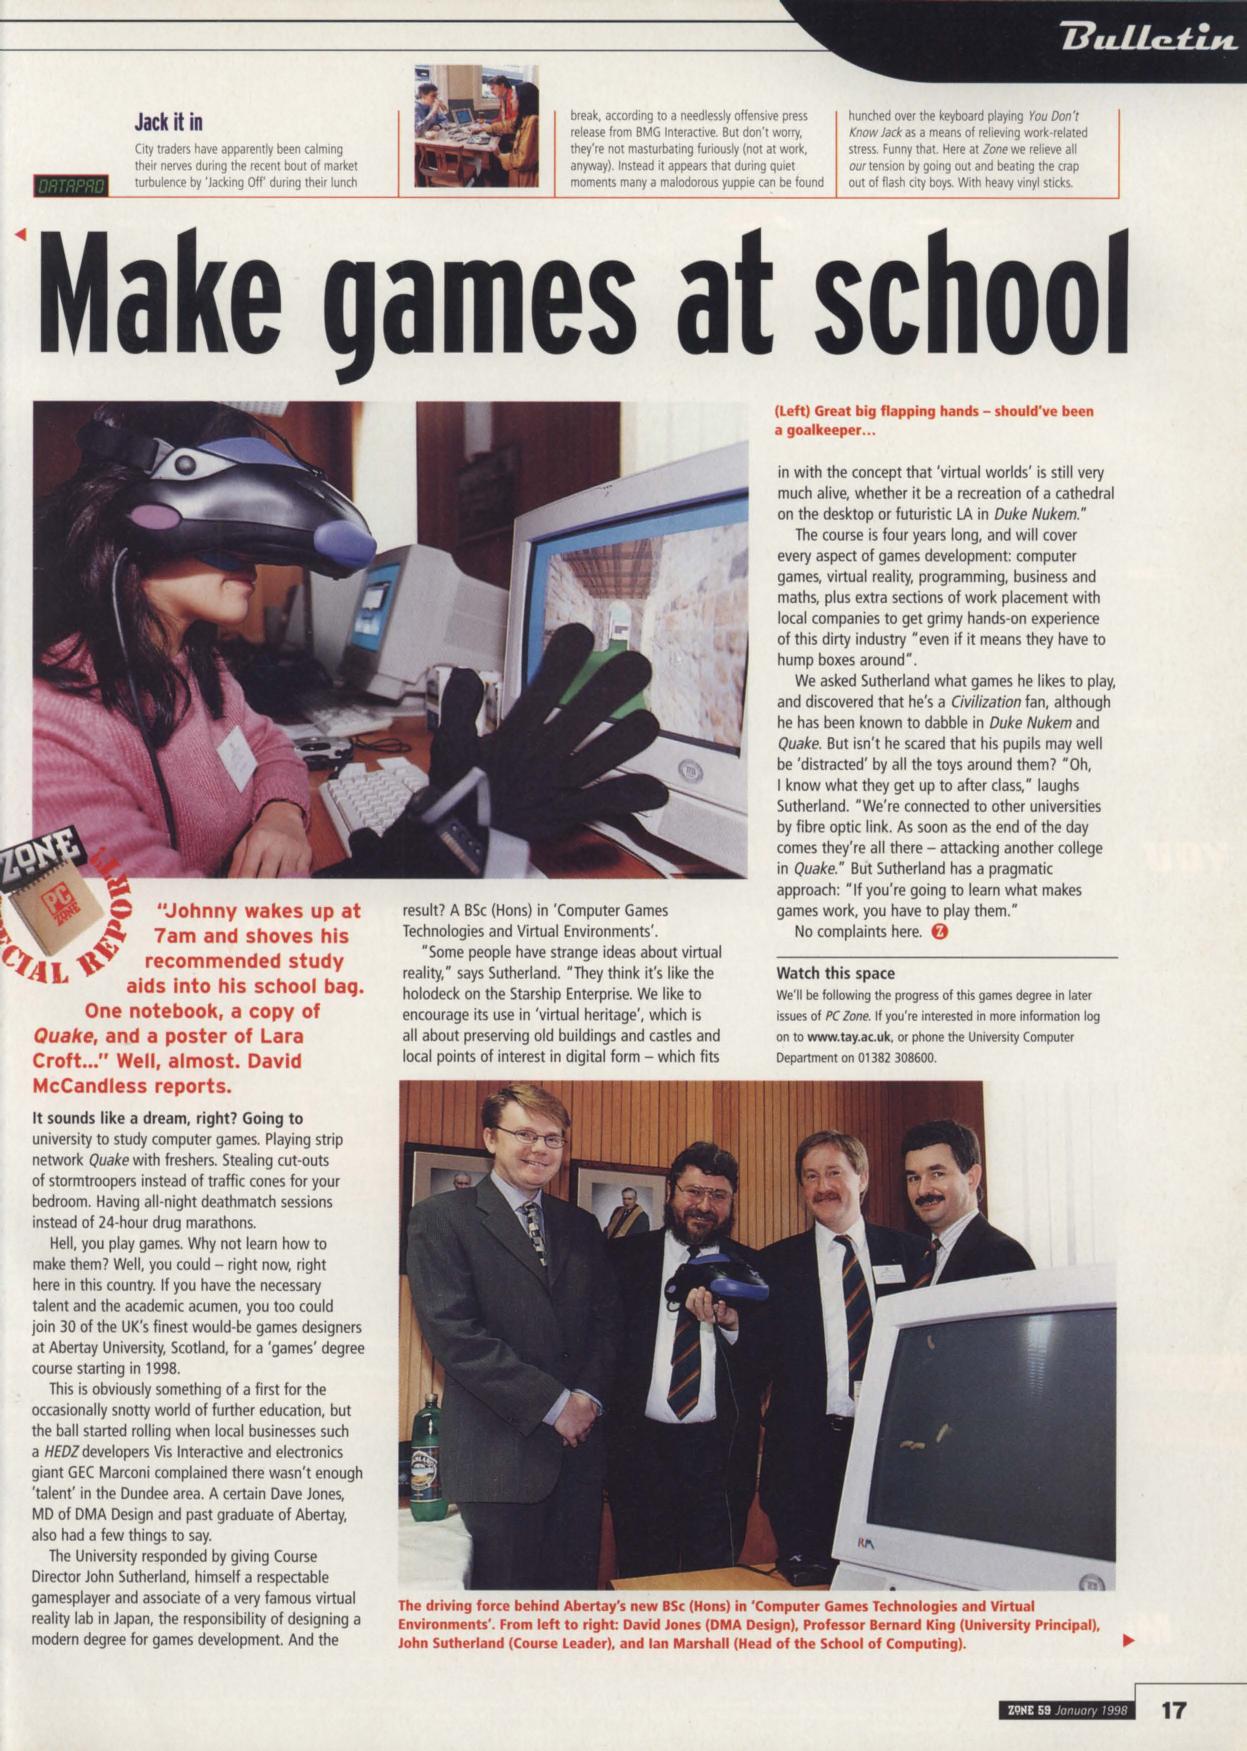 Bulletin
DATAPAD
Jack it in
City traders have apparently been calming
their nerves during the recent bout of market
turbulence by 'Jacking Off' during their lunch
break, according to a needlessly offensive press
release from BMG Interactive. But don't worry,
they're not masturbating furiously (not at work,
anyway). Instead it appears that during quiet
moments many a malodorous yuppie can be found
hunched over the keyboard playing You Don't
Know Jack as a means of relieving work-related
stress. Funny that. Here at Zone we relieve all
our tension by going out and beating the crap
out of flash city boys. With heavy vinyl sticks.
Make games at school
(Left) Great big flapping hands – should've been
a goalkeeper...
ZONE
PC
ZONE
SPECIAL REPORT!
"Johnny wakes up at
7am and shoves his
recommended study
aids into his school bag.
One notebook, a copy of
Quake, and a poster of Lara
Croft..." Well, almost. David
McCandless reports.
It sounds like a dream, right? Going to
university to study computer games. Playing strip
network Quake with freshers. Stealing cut-outs
of stormtroopers instead of traffic cones for your
bedroom. Having all-night deathmatch sessions
instead of 24-hour drug marathons.
Hell, you play games. Why not learn how to
make them? Well, you could – right now, right
here in this country. If you have the necessary
talent and the academic acumen, you too could
join 30 of the UK's finest would-be games designers
at Abertay University, Scotland, for a 'games' degree
course starting in 1998.
This is obviously something of a first for the
occasionally snotty world of further education, but
the ball started rolling when local businesses such
a HEDZ developers Vis Interactive and electronics
giant GEC Marconi complained there wasn't enough
'talent' in the Dundee area. A certain Dave Jones,
MD of DMA Design and past graduate of Abertay,
also had a few things to say.
The University responded by giving Course
Director John Sutherland, himself a respectable
gamesplayer and associate of a very famous virtual
reality lab in Japan, the responsibility of designing a
modern degree for games development. And the
result? A BSc (Hons) in 'Computer Games
Technologies and Virtual Environments'.
"Some people have strange ideas about virtual
reality," says Sutherland. "They think it's like the
holodeck on the Starship Enterprise. We like to
encourage its use in 'virtual heritage', which is
all about preserving old buildings and castles and
local points of interest in digital form – which fits
in with the concept that 'virtual worlds' is still very
much alive, whether it be a recreation of a cathedral
on the desktop or futuristic LA in Duke Nukem."
The course is four years long, and will cover
every aspect of games development: computer
games, virtual reality, programming, business and
maths, plus extra sections of work placement with
local companies to get grimy hands-on experience
of this dirty industry "even if it means they have to
hump boxes around".
We asked Sutherland what games he likes to play,
and discovered that he's a Civilization fan, although
he has been known to dabble in Duke Nukem and
Quake. But isn't he scared that his pupils may well
be 'distracted' by all the toys around them? "Oh,
I know what they get up to after class," laughs
Sutherland. "We're connected to other universities
by fibre optic link. As soon as the end of the day
comes they're all there – attacking another college
in Quake." But Sutherland has a pragmatic
approach: "If you're going to learn what makes
games work, you have to play them."
No complaints here. Z
Watch this space
We'll be following the progress of this games degree in later
issues of PC Zone. If you're interested in more information log
on to www.tay.ac.uk, or phone the University Computer
Department on 01382 308600.
RM
The driving force behind Abertay's new BSc (Hons) in 'Computer Games Technologies and Virtual
Environments'. From left to right: David Jones (DMA Design), Professor Bernard King (University Principal),
John Sutherland (Course Leader), and Ian Marshall (Head of the School of Computing).
ZONE 59 January 1998 17